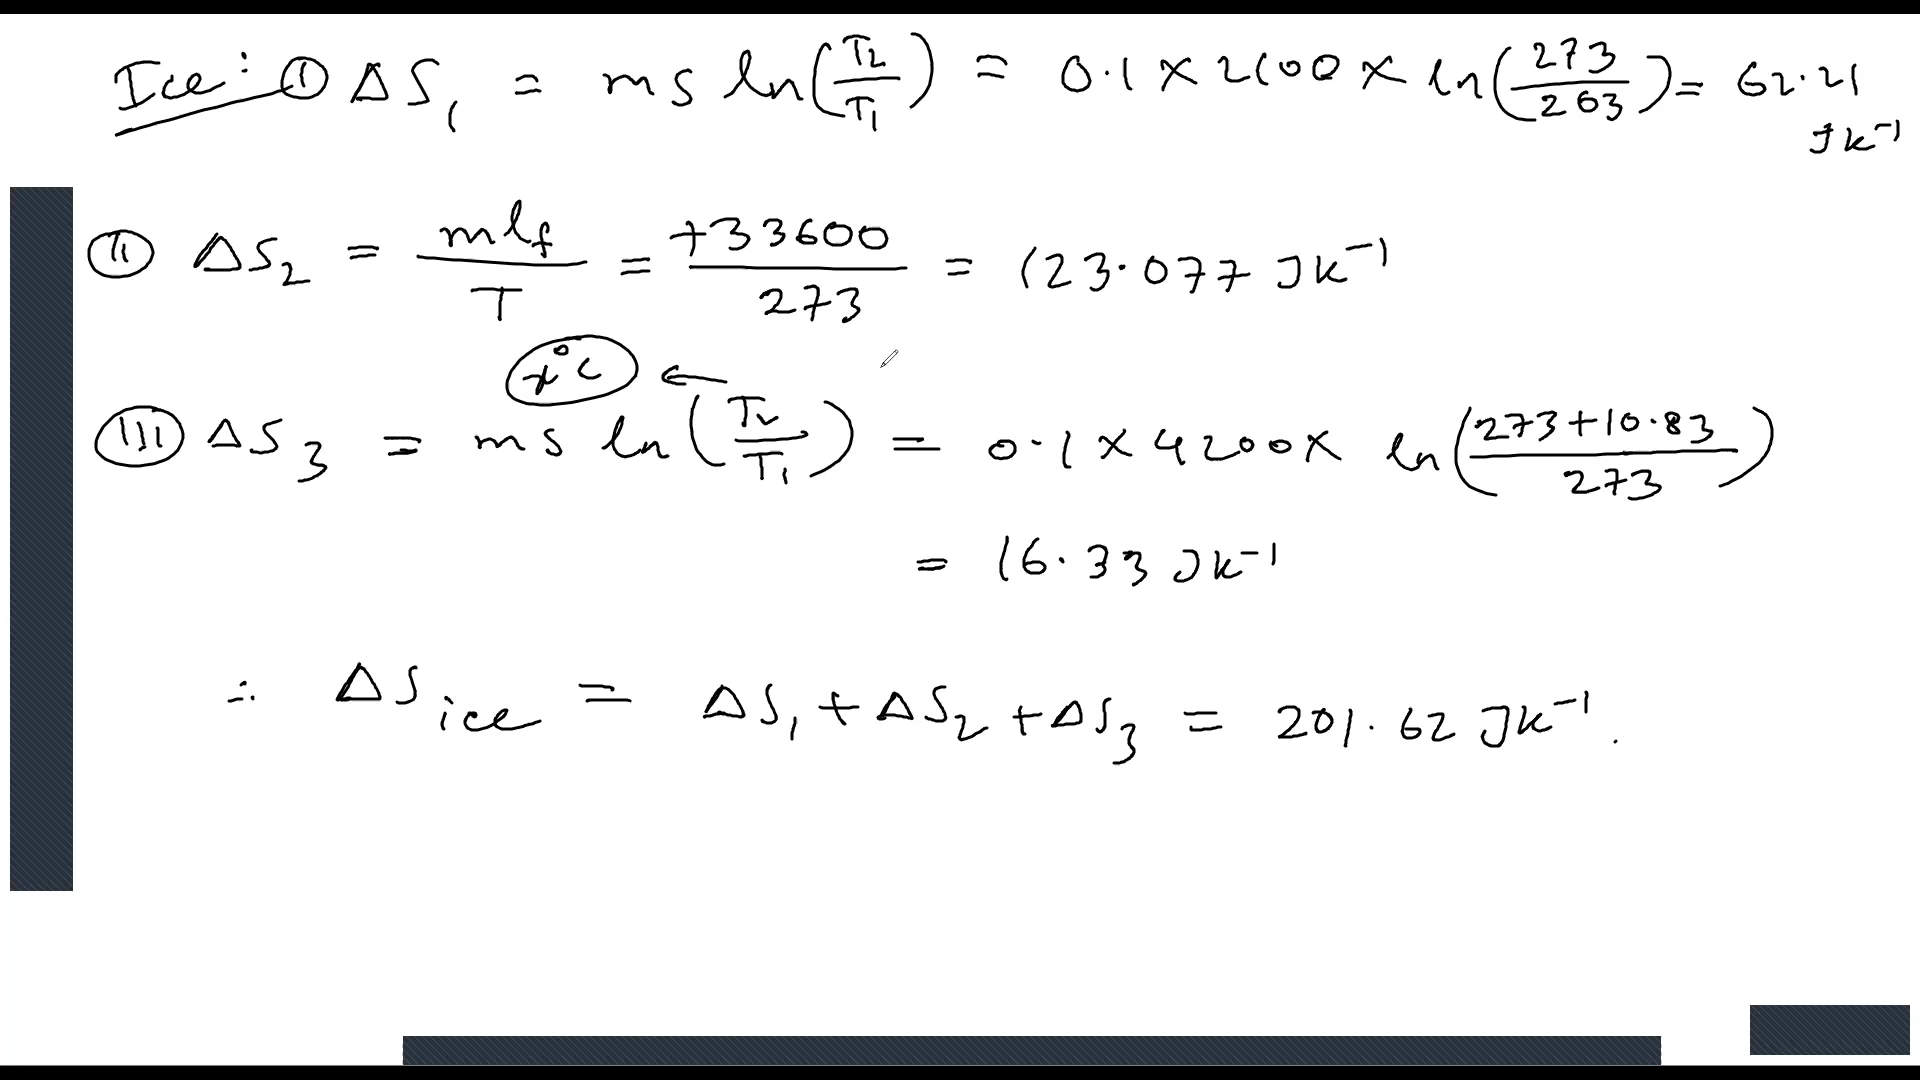 Ice: ① ΔS₁ = ms ln(T₂/T₁) = 0.1 × 2100 × ln(273/263) = 62.21 JK⁻¹
Ⅱ ΔS₂ = mlf/T = +33600/273 = 123.077 JK⁻¹
x°C ←
Ⅲ ΔS₃ = ms ln(T₂/T₁) = 0.1 × 4200 × ln(273+10.83/273)
= 16.33 JK⁻¹
∴ ΔS ice = ΔS₁ + ΔS₂ + ΔS₃ = 201.62 JK⁻¹.